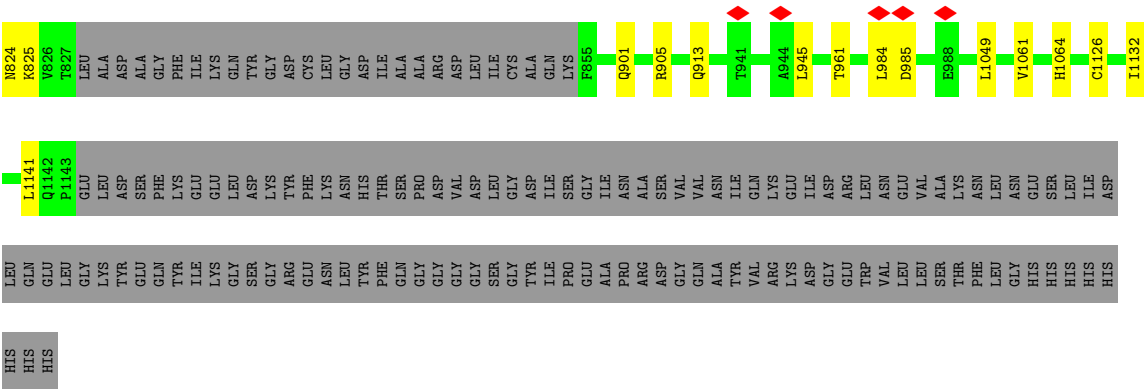 N824 K825 V826 T827 LEU ALA ASP ALA GLY PHE ILE LYS GLN TYR GLY ASP CYS LEU GLY ASP ILE ALA ALA ARG ASP LEU ILE CYS ALA GLN LYS F855 Q901 R905 Q913 T941 A944 L945 T961 L984 D985 E988 L1049 V1061 H1064 C1126 I1132
L1141 Q1142 P1143 GLU LEU ASP SER PHE LYS GLU GLU LEU ASP LYS TYR PHE LYS ASN HIS THR SER PRO ASP VAL ASP LEU GLY ASP ILE SER GLY ILE ASN ALA SER VAL VAL ASN ILE GLN LYS GLU ILE ASP ARG LEU ASN GLU VAL ALA LYS ASN LEU ASN GLU SER LEU ILE ASP
LEU GLN GLU LEU GLY LYS TYR GLU GLN TYR ILE LYS GLY SER GLY ARG GLU ASN LEU TYR PHE GLN GLY GLY GLY GLY SER GLY TYR ILE PRO GLU ALA PRO ARG ASP GLY GLN ALA TYR VAL ARG LYS ASP GLY GLU TRP VAL LEU LEU SER THR PHE LEU GLY HIS HIS HIS HIS HIS
HIS HIS HIS